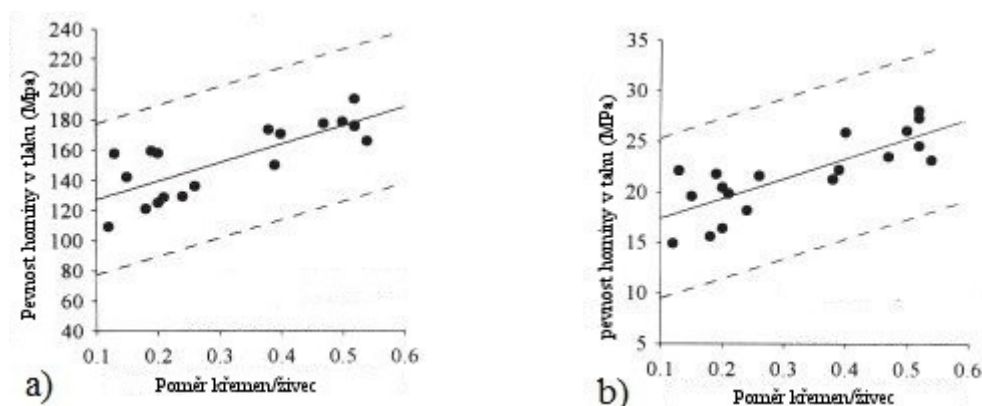 Pevnost horniny v tlaku (Mpa)
240
220
200
180
160
140
120
100
80
60
40
0.1 0.2 0.3 0.4 0.5 0.6
Poměr křemen/živec
a)
pevnost horniny v tahu (MPa)
35
30
25
20
15
10
5
0.1 0.2 0.3 0.4 0.5 0.6
Poměr křemen/živec
b)